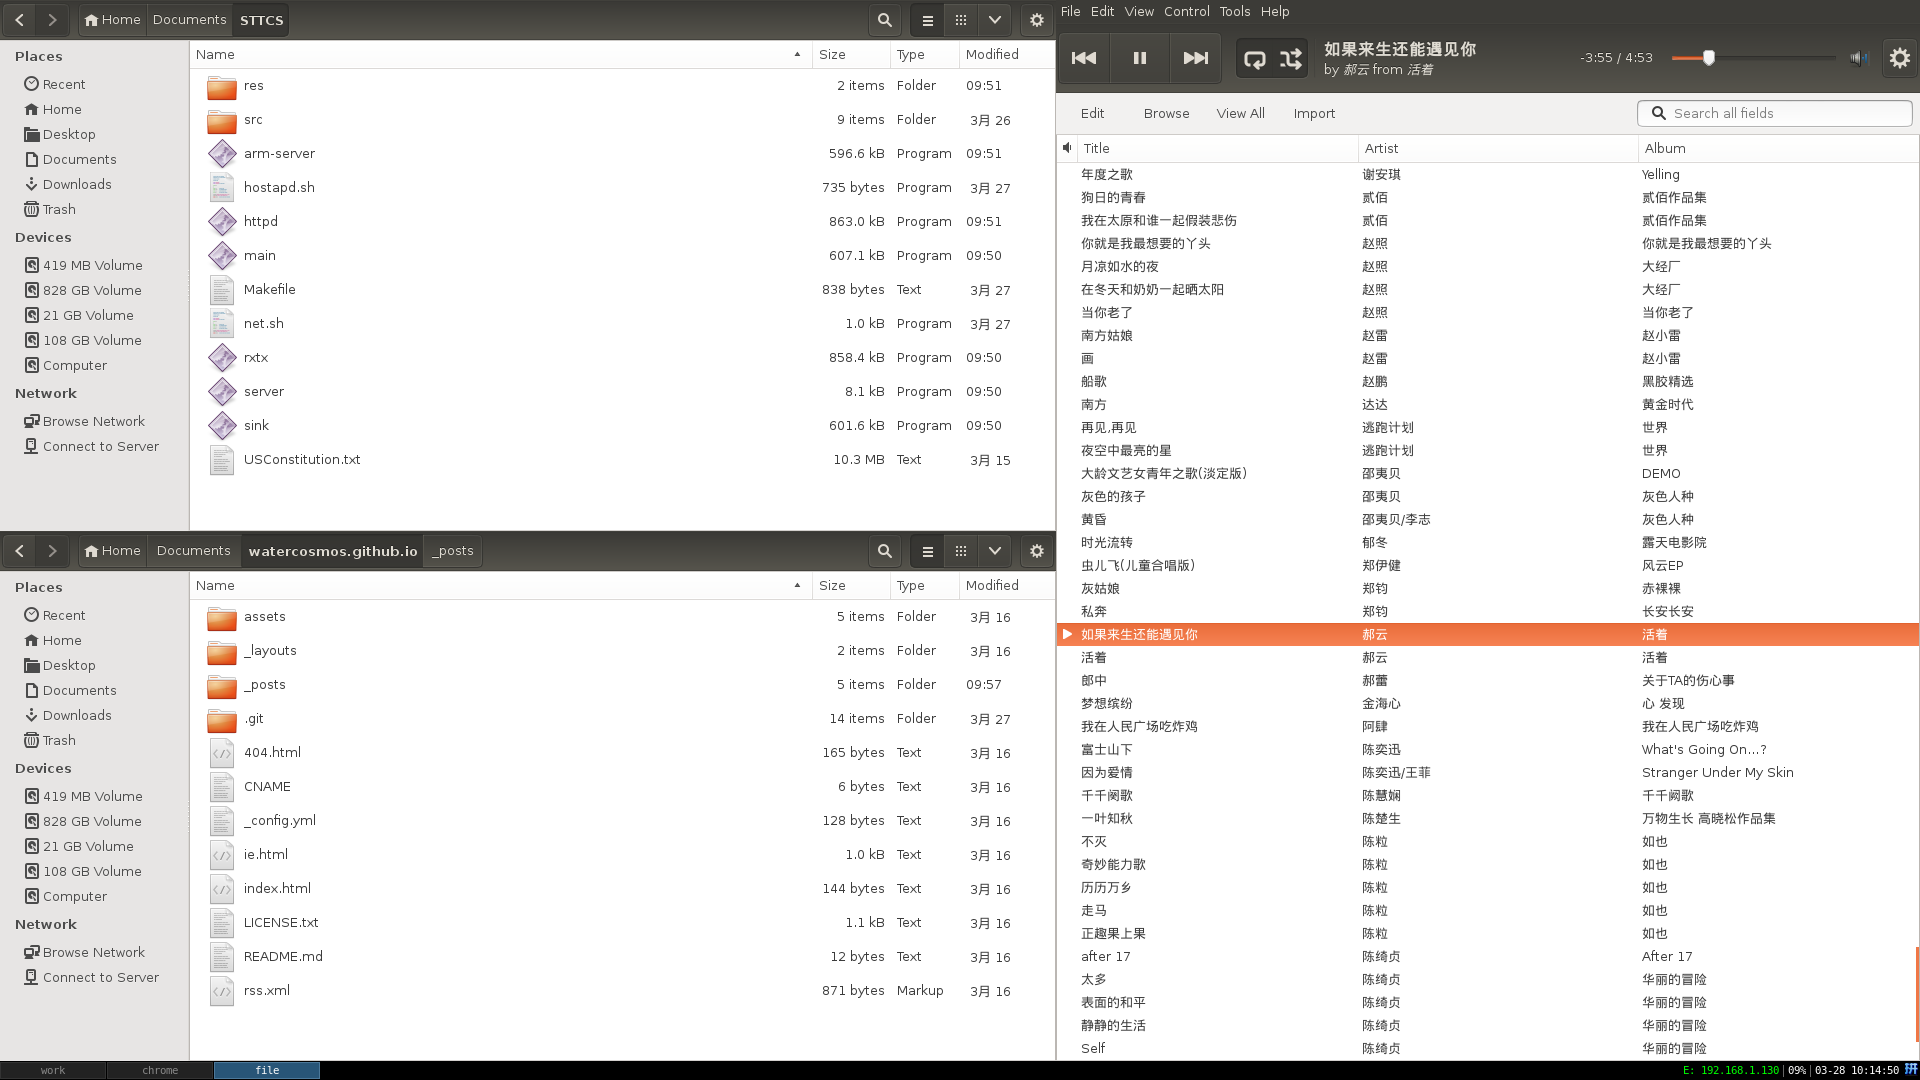 Home Documents STTCS
Places
Recent
Home
Desktop
Documents
Downloads
Trash
Devices
419 MB Volume
828 GB Volume
21 GB Volume
108 GB Volume
Computer
Network
Browse Network
Connect to Server
Name Size Type Modified
res 2 items Folder 09:51
src 9 items Folder 3月 26
arm-server 596.6 kB Program 09:51
hostapd.sh 735 bytes Program 3月 27
httpd 863.0 kB Program 09:51
main 607.1 kB Program 09:50
Makefile 838 bytes Text 3月 27
net.sh 1.0 kB Program 3月 27
rxtx 858.4 kB Program 09:50
server 8.1 kB Program 09:50
sink 601.6 kB Program 09:50
USConstitution.txt 10.3 MB Text 3月 15
Home Documents watercosmos.github.io _posts
Places
Recent
Home
Desktop
Documents
Downloads
Trash
Devices
419 MB Volume
828 GB Volume
21 GB Volume
108 GB Volume
Computer
Network
Browse Network
Connect to Server
Name Size Type Modified
assets 5 items Folder 3月 16
_layouts 2 items Folder 3月 16
_posts 5 items Folder 09:57
.git 14 items Folder 3月 27
404.html 165 bytes Text 3月 16
CNAME 6 bytes Text 3月 16
_config.yml 128 bytes Text 3月 16
ie.html 1.0 kB Text 3月 16
index.html 144 bytes Text 3月 16
LICENSE.txt 1.1 kB Text 3月 16
README.md 12 bytes Text 3月 16
rss.xml 871 bytes Markup 3月 16
File Edit View Control Tools Help
如果来生还能遇见你
by 郝云 from 活着
-3:55 / 4:53
Edit Browse View All Import Search all fields
Title Artist Album
年度之歌 谢安琪 Yelling
狗日的青春 贰佰 贰佰作品集
我在太原和谁一起假装悲伤 贰佰 贰佰作品集
你就是我最想要的丫头 赵照 你就是我最想要的丫头
月凉如水的夜 赵照 大经厂
在冬天和奶奶一起晒太阳 赵照 大经厂
当你老了 赵照 当你老了
南方姑娘 赵雷 赵小雷
画 赵雷 赵小雷
船歌 赵鹏 黑胶精选
南方 达达 黄金时代
再见,再见 逃跑计划 世界
夜空中最亮的星 逃跑计划 世界
大龄文艺女青年之歌(淡定版) 邵夷贝 DEMO
灰色的孩子 邵夷贝 灰色人种
黄昏 邵夷贝/李志 灰色人种
时光流转 郁冬 露天电影院
虫儿飞(儿童合唱版) 郑伊健 风云EP
灰姑娘 郑钧 赤裸裸
私奔 郑钧 长安长安
如果来生还能遇见你 郝云 活着
活着 郝云 活着
郎中 郝蕾 关于TA的伤心事
梦想缤纷 金海心 心 发现
我在人民广场吃炸鸡 阿肆 我在人民广场吃炸鸡
富士山下 陈奕迅 What's Going On...?
因为爱情 陈奕迅/王菲 Stranger Under My Skin
千千阕歌 陈慧娴 千千阙歌
一叶知秋 陈楚生 万物生长 高晓松作品集
不灭 陈粒 如也
奇妙能力歌 陈粒 如也
历历万乡 陈粒 如也
走马 陈粒 如也
正趣果上果 陈粒 如也
after 17 陈绮贞 After 17
太多 陈绮贞 华丽的冒险
表面的和平 陈绮贞 华丽的冒险
静静的生活 陈绮贞 华丽的冒险
Self 陈绮贞 华丽的冒险
work chrome file
E: 192.168.1.130|09%|03-28 10:14:50 拼